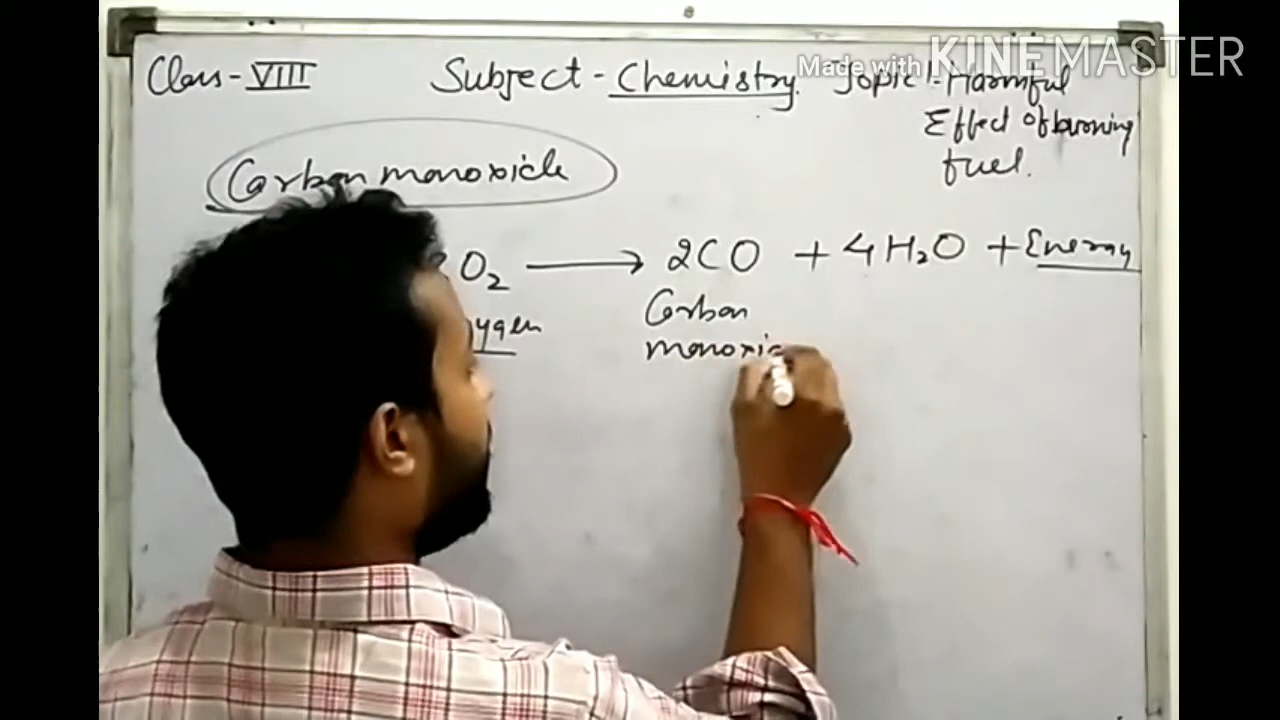 Made with KINEMASTER
Class - VIII Subject - Chemistry. Topic - Harmful
Effect of burning
fuel.
Carbon monoxide
O2 → 2CO + 4H2O + Energy
Carbon
monoxi